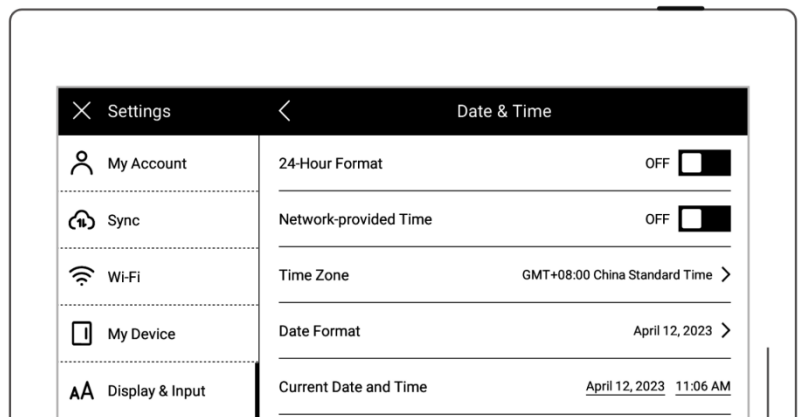 Settings
Date & Time
My Account
24-Hour Format OFF
Sync
Network-provided Time OFF
Wi-Fi
Time Zone GMT+08:00 China Standard Time
My Device
Date Format April 12, 2023
AA Display & Input
Current Date and Time April 12, 2023 11:06 AM